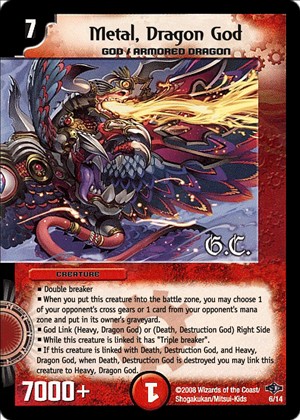 7
Metal, Dragon God
GOD / ARMORED DRAGON
G.C.
CREATURE
■ Double breaker
■ When you put this creature into the battle zone, you may choose 1
of your opponent's cross gears or 1 card from your opponent's mana
zone and put in its owner's graveyard.
■ God Link (Heavy, Dragon God) or (Death, Destruction God) Right Side
■ While this creature is linked it has "Triple breaker".
■ If this creature is linked with Death, Destruction God, and Heavy,
Dragon God, when Death, Destruction God is destroyed you may link this
creature to Heavy, Dragon God.
7000+
1
©2008 Wizards of the Coast/
Shogakukan/Mitsui-Kids
6/14